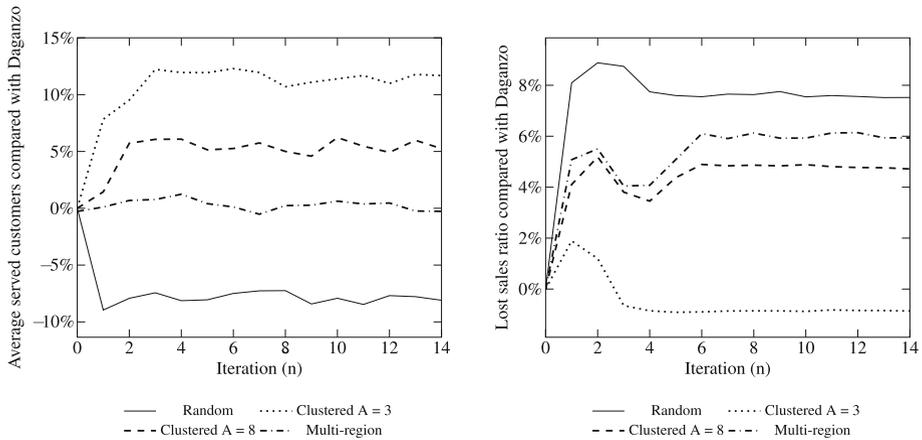 Average served customers compared with Daganzo
15%
10%
5%
0%
−5%
−10%
0 2 4 6 8 10 12 14
Iteration (n)
Random Clustered A = 3
Clustered A = 8 Multi-region
Lost sales ratio compared with Daganzo
8%
6%
4%
2%
0%
0 2 4 6 8 10 12 14
Iteration (n)
Random Clustered A = 3
Clustered A = 8 Multi-region